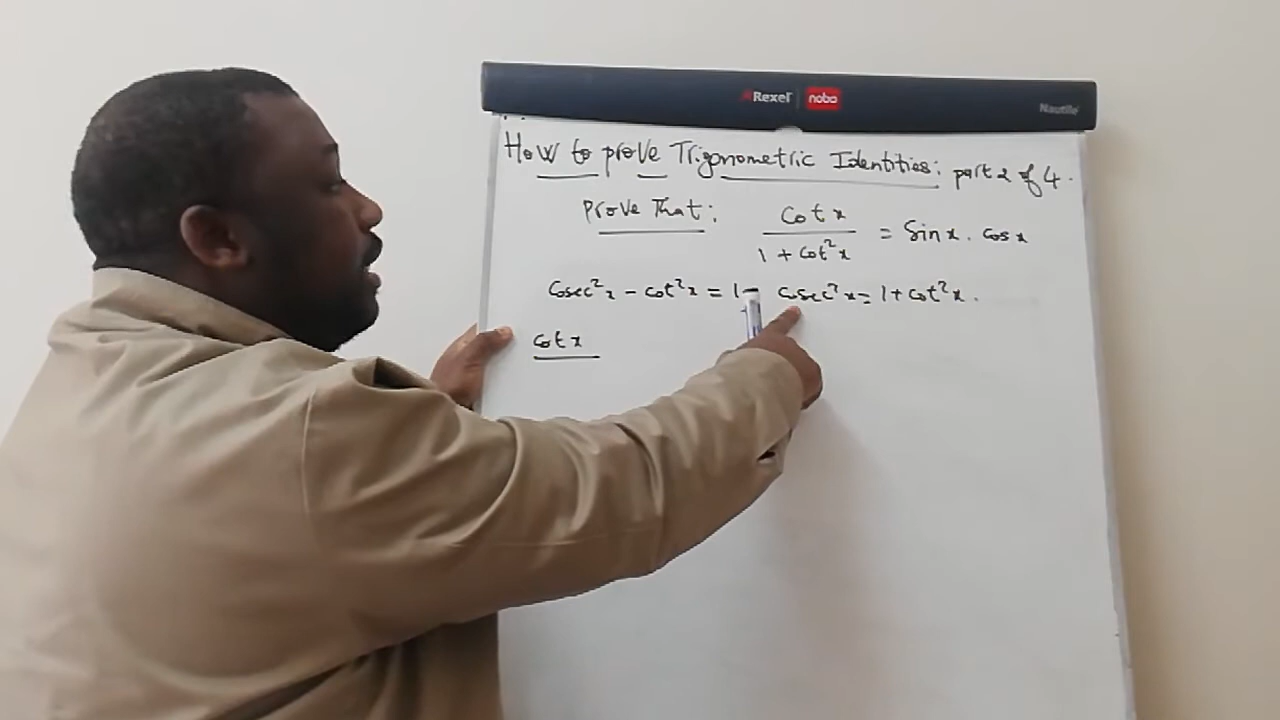 Rexel nobo Nautile
How to prove Trigonometric Identities: part 2 of 4.
Prove That: Cot x / 1 + Cot²x = Sin x . Cos x
Cosec²x - Cot²x = 1 Cosec²x = 1 + Cot²x.
Cot x